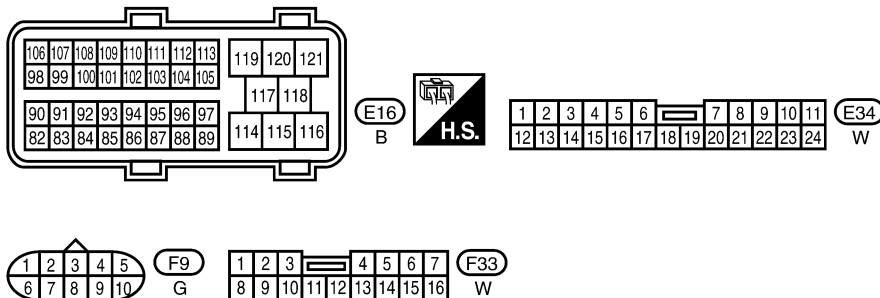 106 107 108 109 110 111 112 113
98 99 100 101 102 103 104 105
90 91 92 93 94 95 96 97
82 83 84 85 86 87 88 89
119 120 121
117 118
114 115 116
E16
B
H.S.
1 2 3 4 5 6 7 8 9 10 11
12 13 14 15 16 17 18 19 20 21 22 23 24
E34
W
1 2 3 4 5
6 7 8 9 10
F9
G
1 2 3 4 5 6 7
8 9 10 11 12 13 14 15 16
F33
W